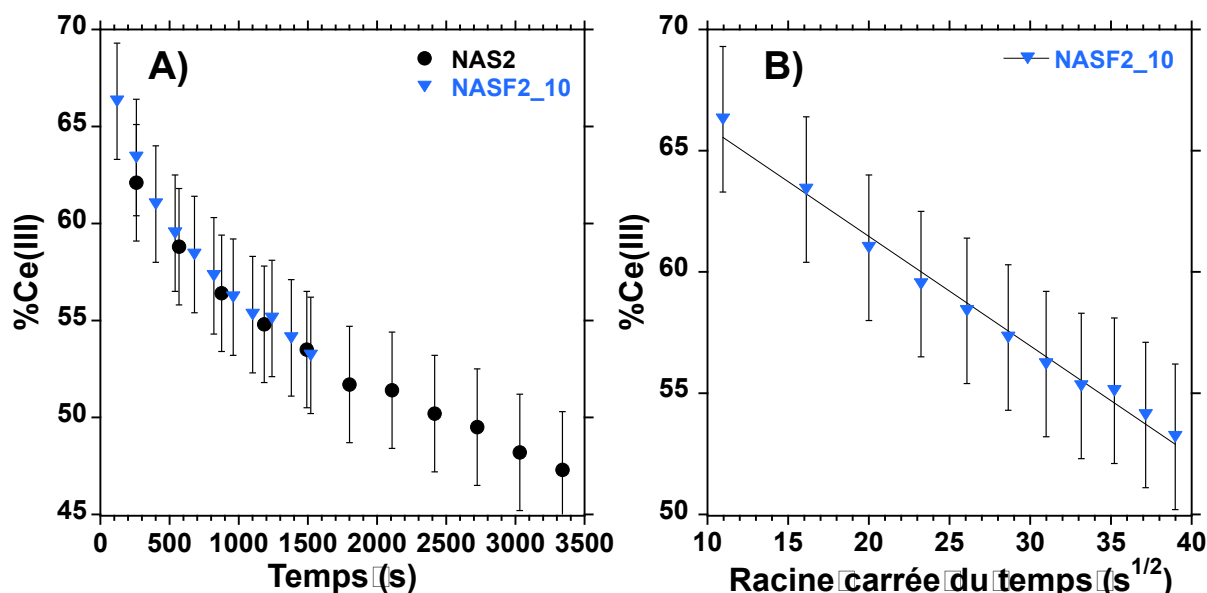 A)
NAS2
NASF2_10
%Ce(III)
70
65
60
55
50
45
0 500 1000 1500 2000 2500 3000 3500
Temps (s)
B)
NASF2_10
%Ce(III)
70
65
60
55
50
10 15 20 25 30 35 40
Racine carrée du temps (s^1/2)